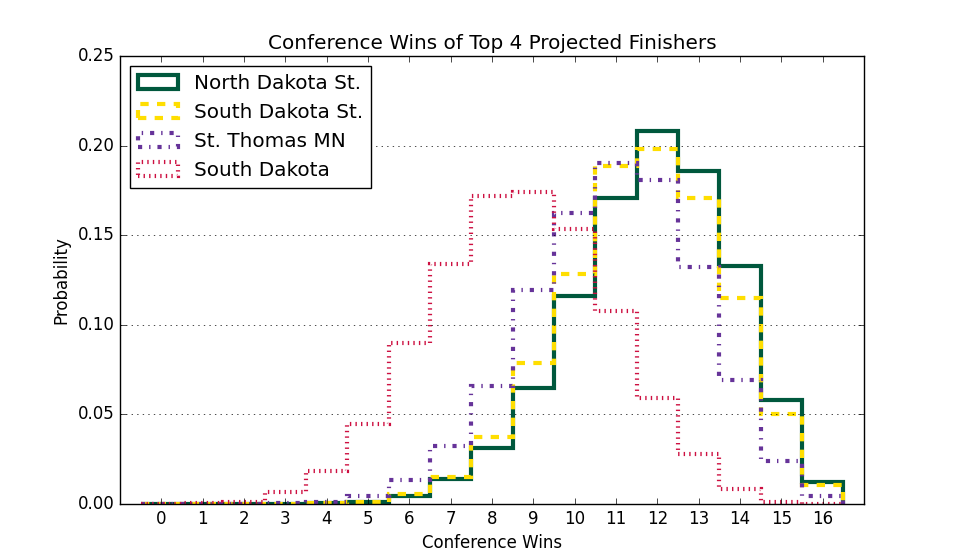 Conference Wins of Top 4 Projected Finishers
0.25
0.20
0.15
0.10
0.05
0.00
Probability
North Dakota St.
South Dakota St.
St. Thomas MN
South Dakota
0 1 2 3 4 5 6 7 8 9 10 11 12 13 14 15 16
Conference Wins